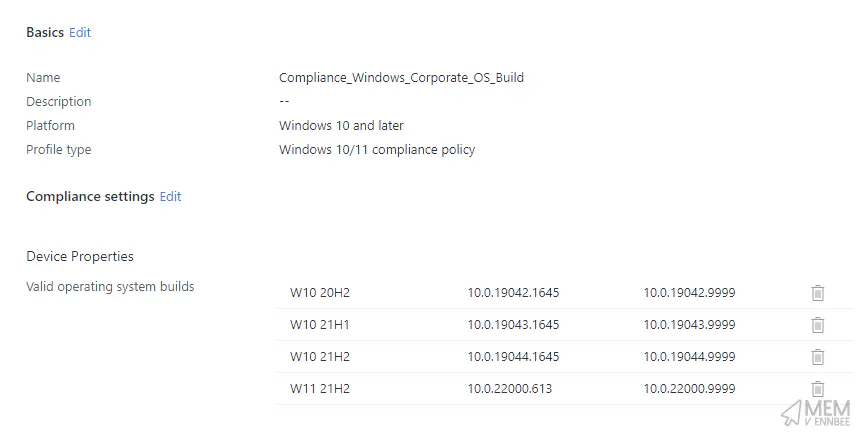 Basics Edit
Name Compliance_Windows_Corporate_OS_Build
Description --
Platform Windows 10 and later
Profile type Windows 10/11 compliance policy
Compliance settings Edit
Device Properties
Valid operating system builds
W10 20H2 10.0.19042.1645 10.0.19042.9999
W10 21H1 10.0.19043.1645 10.0.19043.9999
W10 21H2 10.0.19044.1645 10.0.19044.9999
W11 21H2 10.0.22000.613 10.0.22000.9999
MEM
V ENNBEE